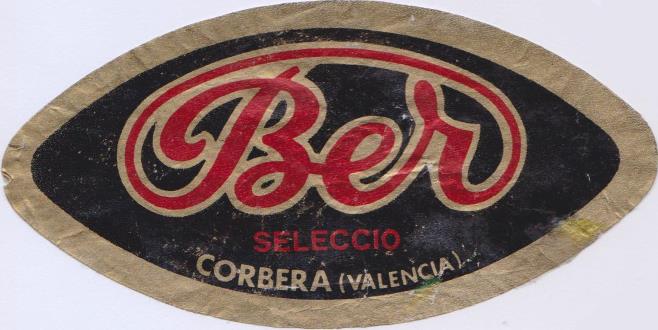 Ber
SELECCIO
CORBERA (VALENCIA)